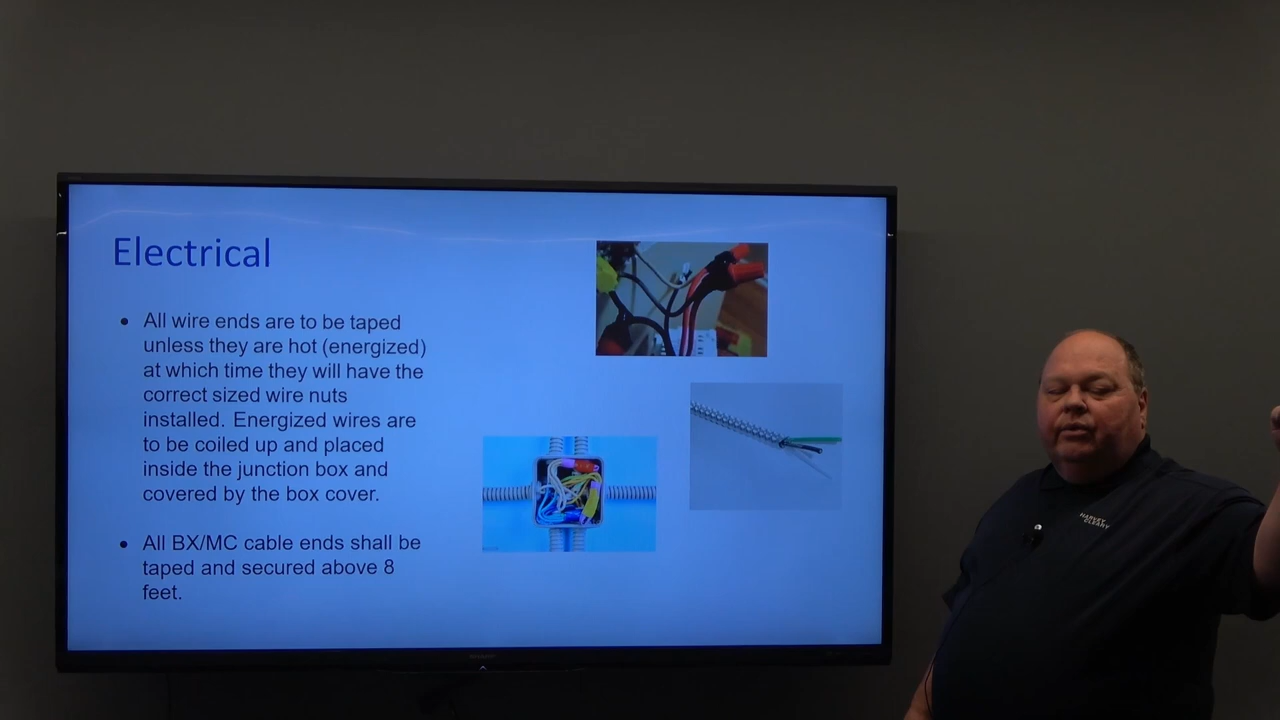 Electrical
• All wire ends are to be taped
unless they are hot (energized)
at which time they will have the
correct sized wire nuts
installed. Energized wires are
to be coiled up and placed
inside the junction box and
covered by the box cover.
• All BX/MC cable ends shall be
taped and secured above 8
feet.
HARVEY
CLEARY